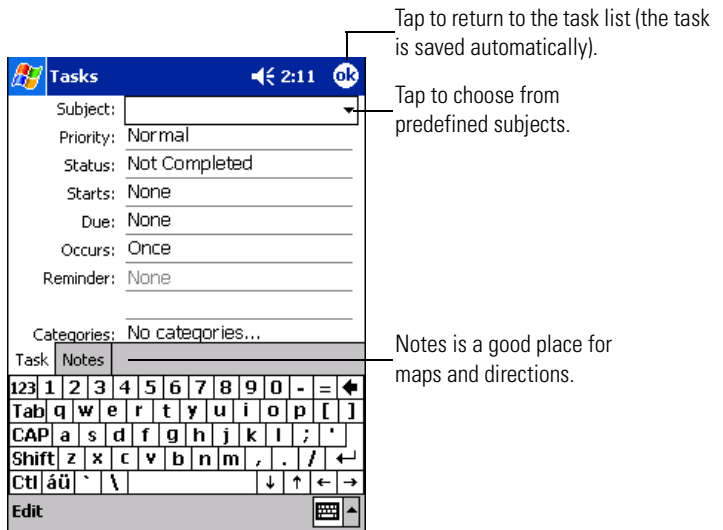 Tap to return to the task list (the task
is saved automatically).
Tasks 2:11 ok
Tap to choose from
predefined subjects.
Subject:
Priority: Normal
Status: Not Completed
Starts: None
Due: None
Occurs: Once
Reminder: None
Categories: No categories...
Notes is a good place for
maps and directions.
Task Notes
123 1 2 3 4 5 6 7 8 9 0 - =
Tab q w e r t y u i o p [ ]
CAP a s d f g h j k l ; '
Shift z x c v b n m , . /
Ctl áü ` \
Edit